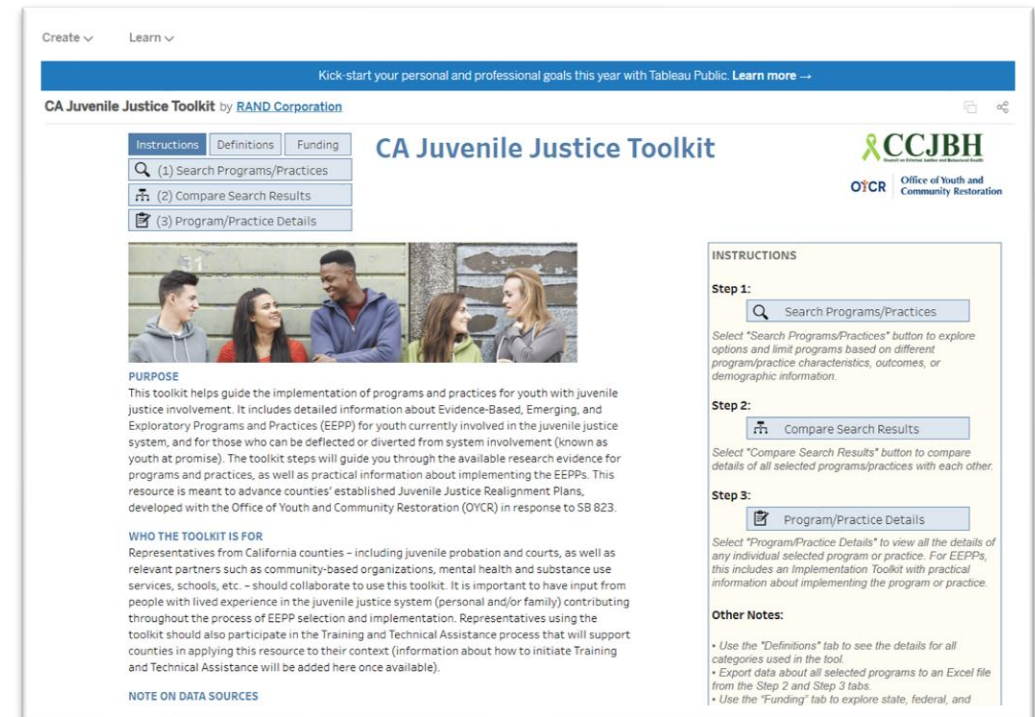 Create
Learn
Kick-start your personal and professional goals this year with Tableau Public. Learn more →
CA Juvenile Justice Toolkit by RAND Corporation
Instructions
Definitions
Funding
(1) Search Programs/Practices
(2) Compare Search Results
(3) Program/Practice Details
CA Juvenile Justice Toolkit
CCJBH
Council on Criminal Justice and Behavioral Health
OYCR
Office of Youth and
Community Restoration
PURPOSE
This toolkit helps guide the implementation of programs and practices for youth with juvenile
justice involvement. It includes detailed information about Evidence-Based, Emerging, and
Exploratory Programs and Practices (EEPP) for youth currently involved in the juvenile justice
system, and for those who can be deflected or diverted from system involvement (known as
youth at promise). The toolkit steps will guide you through the available research evidence for
programs and practices, as well as practical information about implementing the EEPPs. This
resource is meant to advance counties' established Juvenile Justice Realignment Plans,
developed with the Office of Youth and Community Restoration (OYCR) in response to SB 823.
WHO THE TOOLKIT IS FOR
Representatives from California counties – including juvenile probation and courts, as well as
relevant partners such as community-based organizations, mental health and substance use
services, schools, etc. – should collaborate to use this toolkit. It is important to have input from
people with lived experience in the juvenile justice system (personal and/or family) contributing
throughout the process of EEPP selection and implementation. Representatives using the
toolkit should also participate in the Training and Technical Assistance process that will support
counties in applying this resource to their context (information about how to initiate Training
and Technical Assistance will be added here once available).
NOTE ON DATA SOURCES
INSTRUCTIONS
Step 1:
Search Programs/Practices
Select "Search Programs/Practices" button to explore
options and limit programs based on different
program/practice characteristics, outcomes, or
demographic information.
Step 2:
Compare Search Results
Select "Compare Search Results" button to compare
details of all selected programs/practices with each other.
Step 3:
Program/Practice Details
Select "Program/Practice Details" to view all the details of
any individual selected program or practice. For EEPPs,
this includes an Implementation Toolkit with practical
information about implementing the program or practice.
Other Notes:
• Use the "Definitions" tab to see the details for all
categories used in the tool.
• Export data about all selected programs to an Excel file
from the Step 2 and Step 3 tabs.
• Use the "Funding" tab to explore state, federal, and